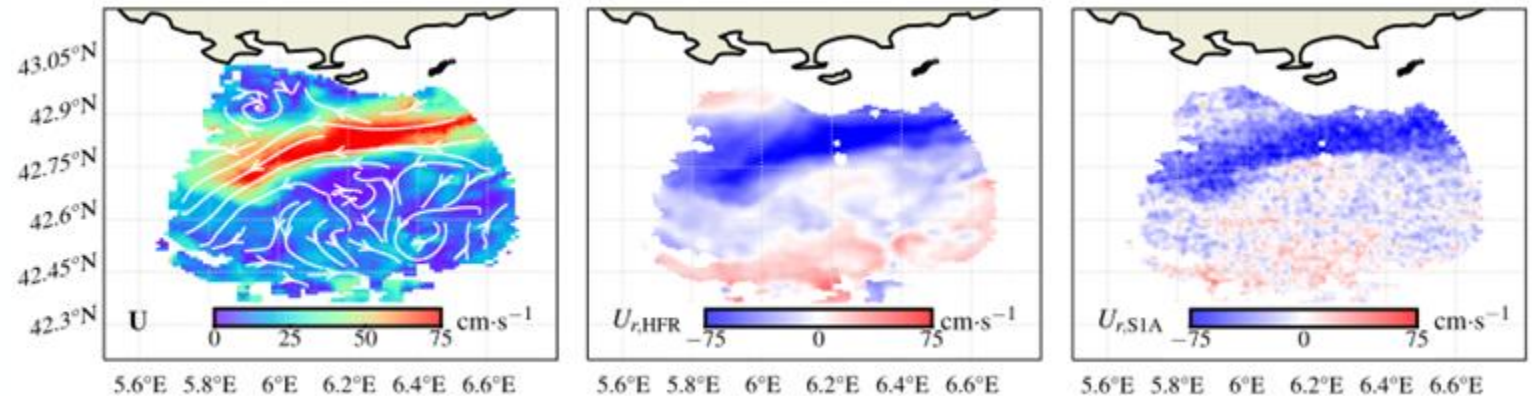 43.05°N
42.9°N
42.75°N
42.6°N
42.45°N
42.3°N
U 0 25 50 75 cm·s⁻¹
5.6°E 5.8°E 6°E 6.2°E 6.4°E 6.6°E
U_r,HFR −75 0 75 cm·s⁻¹
5.6°E 5.8°E 6°E 6.2°E 6.4°E 6.6°E
U_r,S1A −75 0 75 cm·s⁻¹
5.6°E 5.8°E 6°E 6.2°E 6.4°E 6.6°E